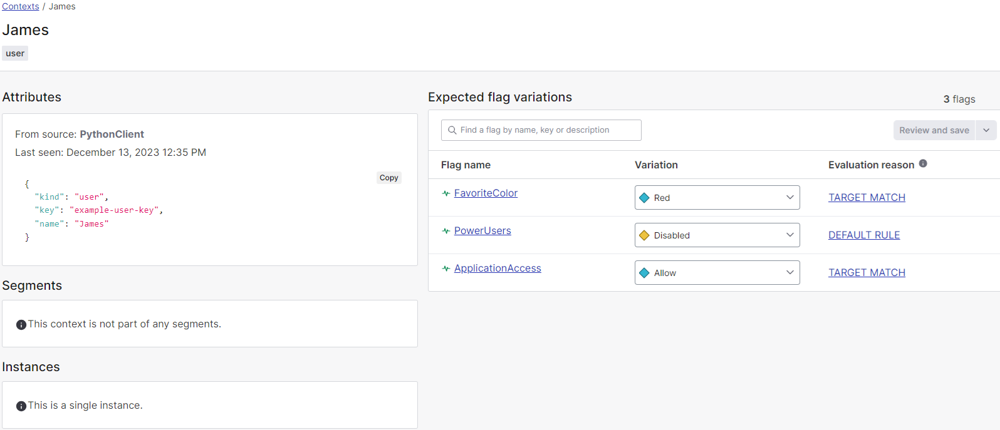 Contexts / James
James
user
Attributes
From source: PythonClient
Last seen: December 13, 2023 12:35 PM
Copy
{
"kind": "user",
"key": "example-user-key",
"name": "James"
}
Segments
This context is not part of any segments.
Instances
This is a single instance.
Expected flag variations
3 flags
Find a flag by name, key or description
Review and save
Flag name Variation Evaluation reason
FavoriteColor Red TARGET MATCH
PowerUsers Disabled DEFAULT RULE
ApplicationAccess Allow TARGET MATCH